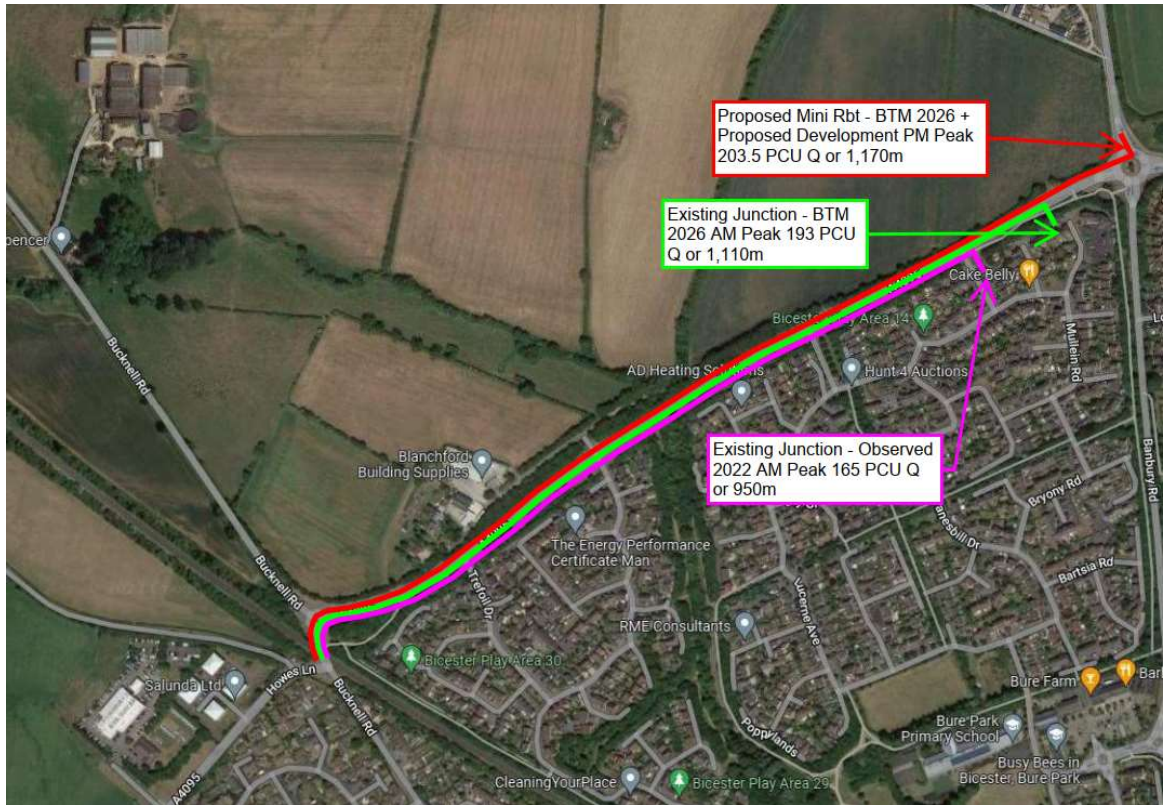 Proposed Mini Rbt - BTM 2026 +
Proposed Development PM Peak
203.5 PCU Q or 1,170m
Existing Junction - BTM
2026 AM Peak 193 PCU
Q or 1,110m
Cake Belly
Bicester Play Area 14
Mullein Rd
AD Heating Solutions
Hunt 4 Auctions
Existing Junction - Observed
2022 AM Peak 165 PCU Q
or 950m
Banbury Rd
Bucknell Rd
Blanchford
Building Supplies
Bryony Rd
The Energy Performance
Certificate Man
Trefoil Dr
Bartsia Rd
Bucknell Rd
Lucerne Ave
RME Consultants
Bicester Play Area 30
Salunda Ltd
Howes Ln
Bucknell Rd
Bure Farm
Poppylands
Bure Park
Primary School
Busy Bees in
Bicester, Bure Park
A4095
CleaningYourPlace
Bicester Play Area 29